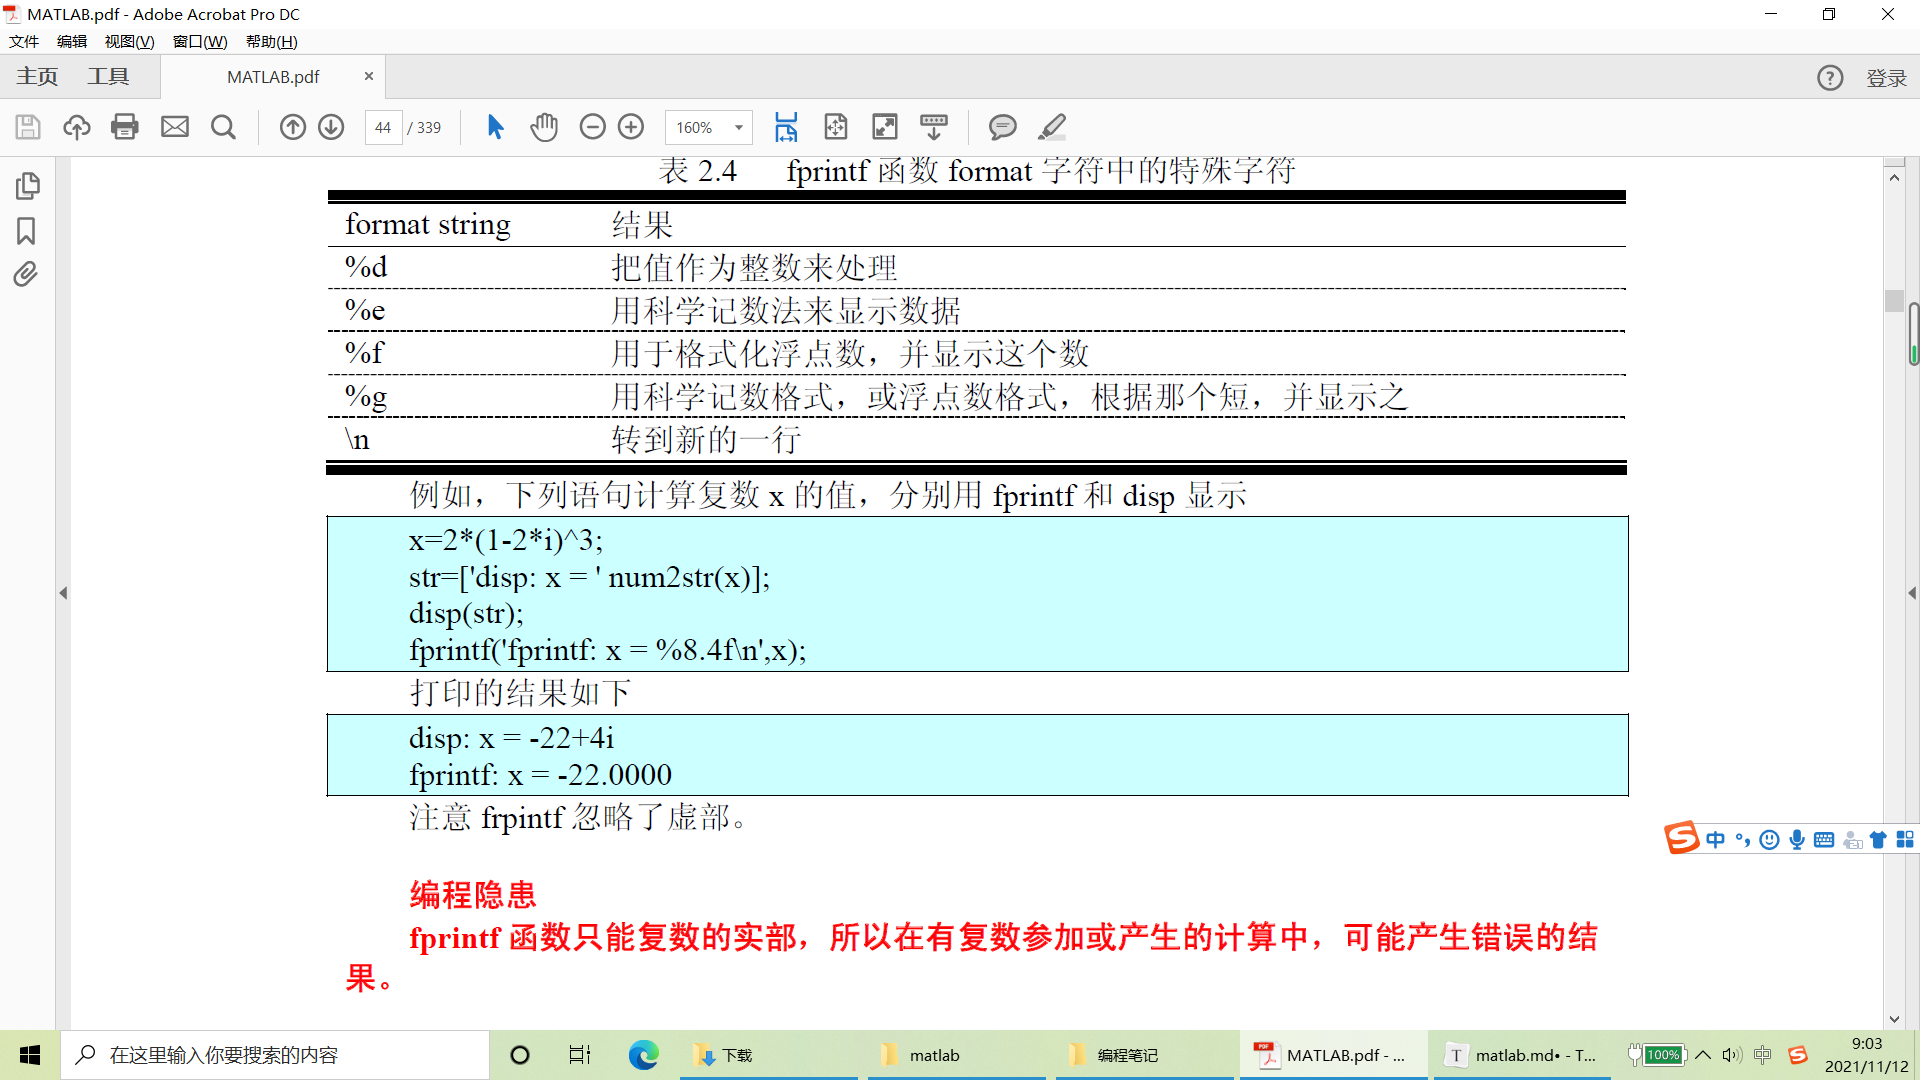 MATLAB.pdf - Adobe Acrobat Pro DC
文件 编辑 视图(V) 窗口(W) 帮助(H)
主页 工具 MATLAB.pdf × 登录
44 / 339 160%
表 2.4 fprintf 函数 format 字符中的特殊字符
format string 结果
%d 把值作为整数来处理
%e 用科学记数法来显示数据
%f 用于格式化浮点数，并显示这个数
%g 用科学记数格式，或浮点数格式，根据那个短，并显示之
\n 转到新的一行
例如，下列语句计算复数 x 的值，分别用 fprintf 和 disp 显示
x=2*(1-2*i)^3;
str=['disp: x = ' num2str(x)];
disp(str);
fprintf('fprintf: x = %8.4f\n',x);
打印的结果如下
disp: x = -22+4i
fprintf: x = -22.0000
注意 frpintf 忽略了虚部。
中
编程隐患
fprintf 函数只能复数的实部，所以在有复数参加或产生的计算中，可能产生错误的结
果。
在这里输入你要搜索的内容 下载 matlab 编程笔记 MATLAB.pdf - ... matlab.md• - T... 100% 中 9:03
2021/11/12